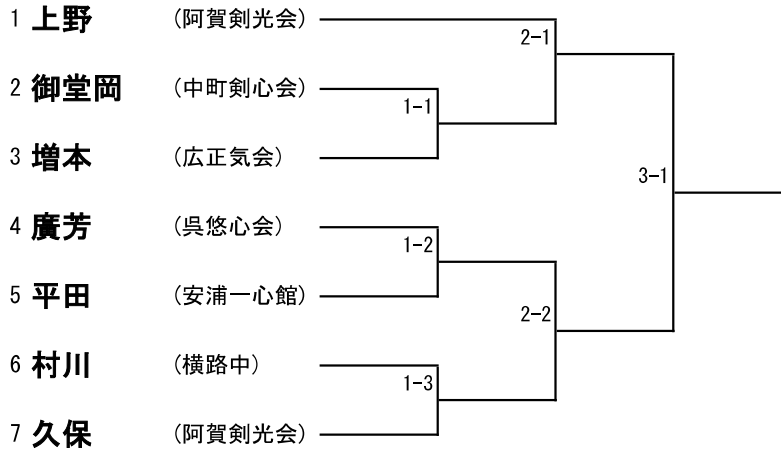 1 上野 (阿賀剣光会)
2-1
2 御堂岡 (中町剣心会)
1-1
3 増本 (広正気会)
3-1
4 廣芳 (呉悠心会)
1-2
5 平田 (安浦一心館)
2-2
6 村川 (横路中)
1-3
7 久保 (阿賀剣光会)